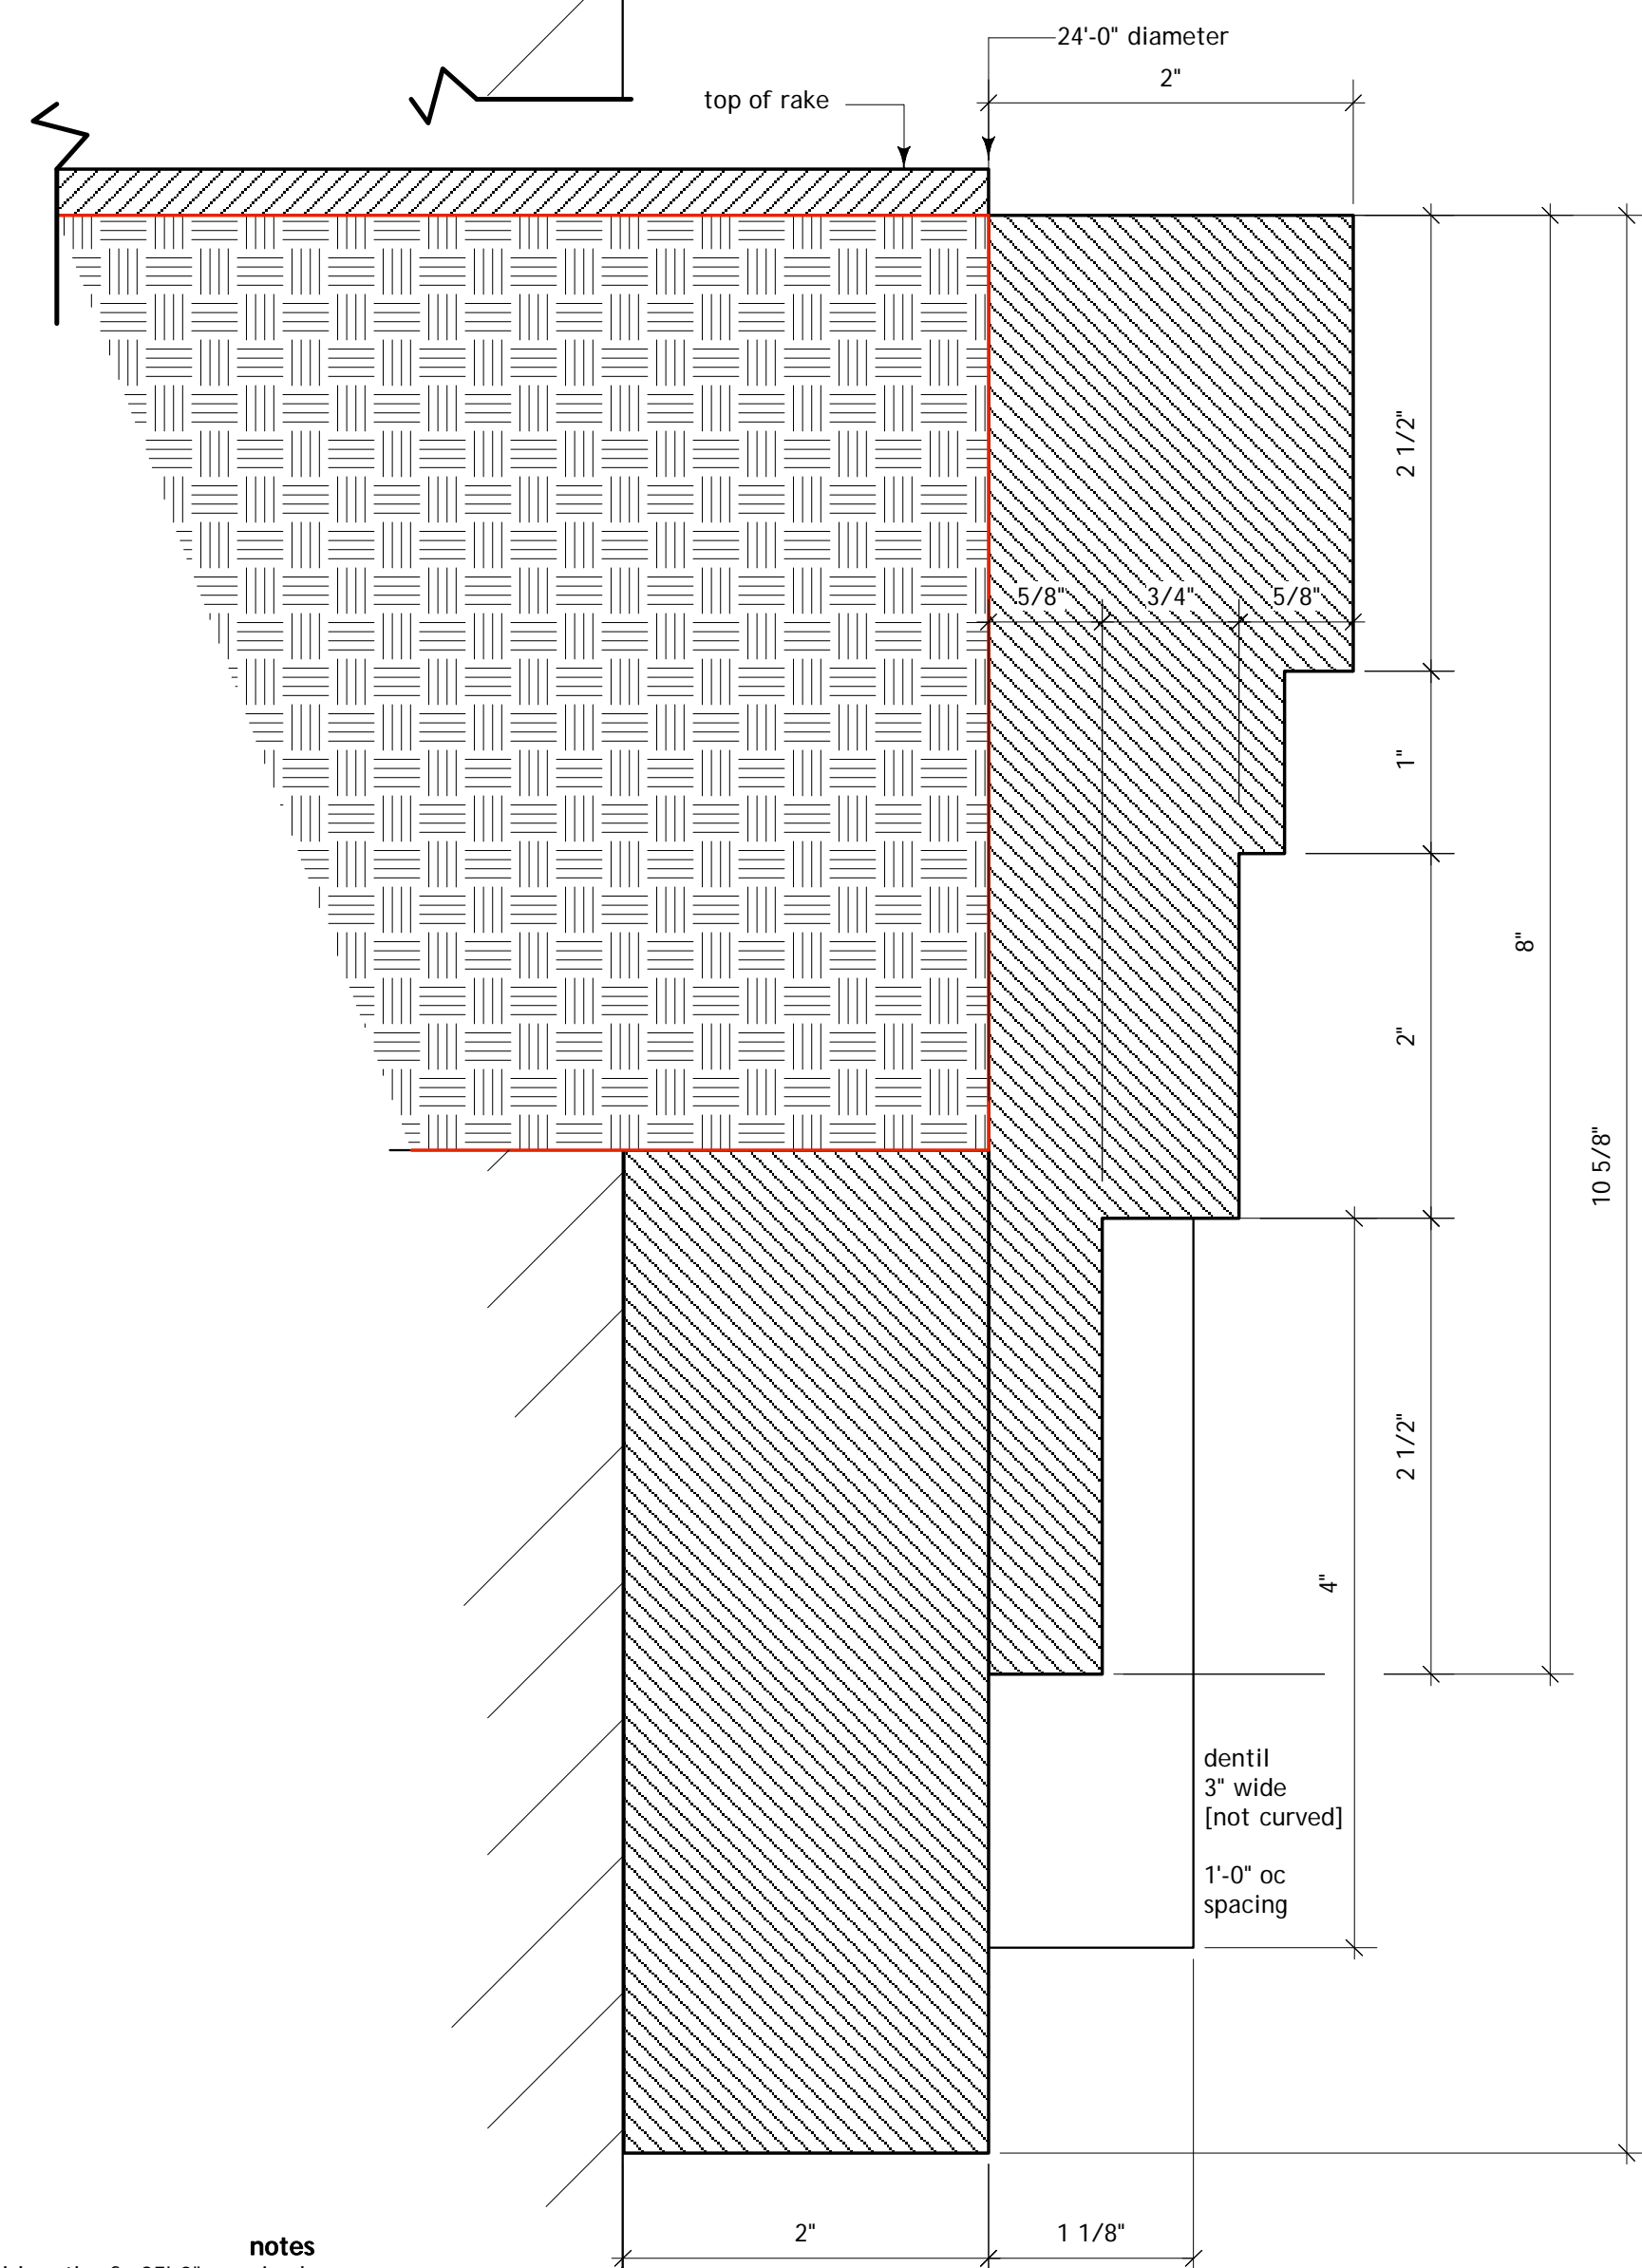 24'-0" diameter
2"
top of rake
2 1/2"
5/8"
3/4"
5/8"
1"
8"
2"
10 5/8"
2 1/2"
4"
dentil
3" wide
[not curved]
1'-0" oc
spacing
2"
1 1/8"
notes